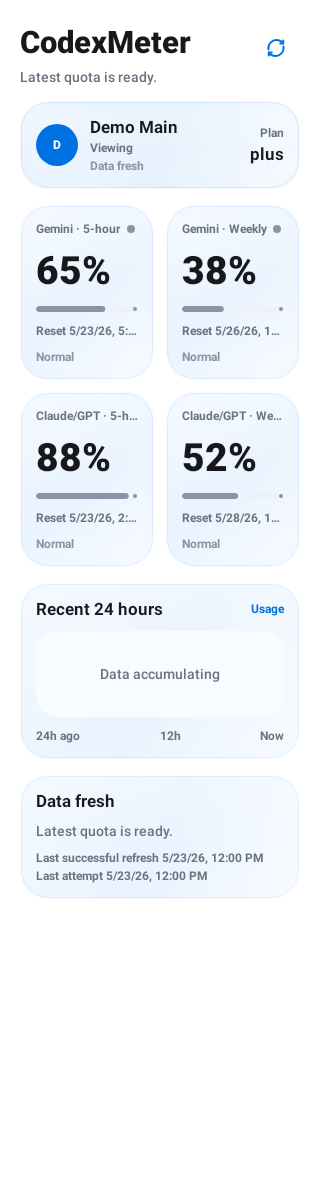 CodexMeter
Latest quota is ready.
D
Demo Main
Viewing
Data fresh
Plan
plus
Gemini · 5-hour
65%
Reset 5/23/26, 5:…
Normal
Gemini · Weekly
38%
Reset 5/26/26, 1…
Normal
Claude/GPT · 5-h…
88%
Reset 5/23/26, 2:…
Normal
Claude/GPT · We…
52%
Reset 5/28/26, 1…
Normal
Recent 24 hours
Usage
Data accumulating
24h ago 12h Now
Data fresh
Latest quota is ready.
Last successful refresh 5/23/26, 12:00 PM
Last attempt 5/23/26, 12:00 PM